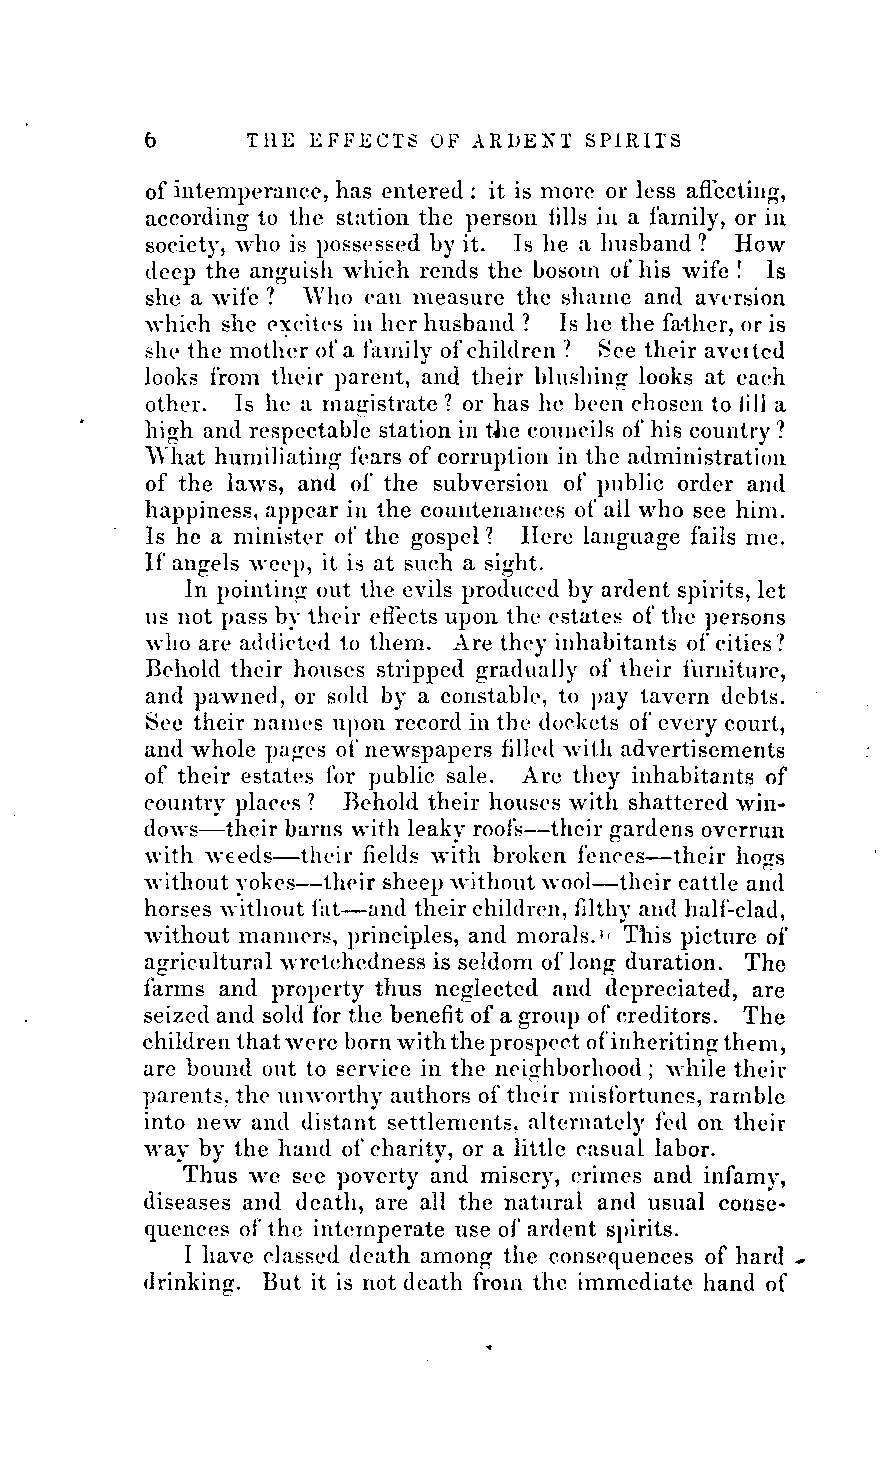 6 THE EFFECTS OF ARDENT SPIRITS
of intemperance, has entered : it is more or less affecting,
according to the station the person fills in a family, or in
society, who is possessed by it. Is he a husband ? How
deep the anguish which rends the bosom of his wife ! Is
she a wife ? Who can measure the shame and aversion
which she excites in her husband ? Is he the father, or is
she the mother of a family of children ? See their averted
looks from their parent, and their blushing looks at each
other. Is he a magistrate ? or has he been chosen to fill a
high and respectable station in the councils of his country ?
What humiliating fears of corruption in the administration
of the laws, and of the subversion of public order and
happiness, appear in the countenances of all who see him.
Is he a minister of the gospel ? Here language fails me.
If angels weep, it is at such a sight.
In pointing out the evils produced by ardent spirits, let
us not pass by their effects upon the estates of the persons
who are addicted to them. Are they inhabitants of cities ?
Behold their houses stripped gradually of their furniture,
and pawned, or sold by a constable, to pay tavern debts.
See their names upon record in the dockets of every court,
and whole pages of newspapers filled with advertisements
of their estates for public sale. Are they inhabitants of
country places ? Behold their houses with shattered win-
dows—their barns with leaky roofs—their gardens overrun
with weeds—their fields with broken fences—their hogs
without yokes—their sheep without wool—their cattle and
horses without fat—and their children, filthy and half-clad,
without manners, principles, and morals. This picture of
agricultural wretchedness is seldom of long duration. The
farms and property thus neglected and depreciated, are
seized and sold for the benefit of a group of creditors. The
children that were born with the prospect of inheriting them,
are bound out to service in the neighborhood ; while their
parents, the unworthy authors of their misfortunes, ramble
into new and distant settlements, alternately fed on their
way by the hand of charity, or a little casual labor.
Thus we see poverty and misery, crimes and infamy,
diseases and death, are all the natural and usual conse-
quences of the intemperate use of ardent spirits.
I have classed death among the consequences of hard
drinking. But it is not death from the immediate hand of